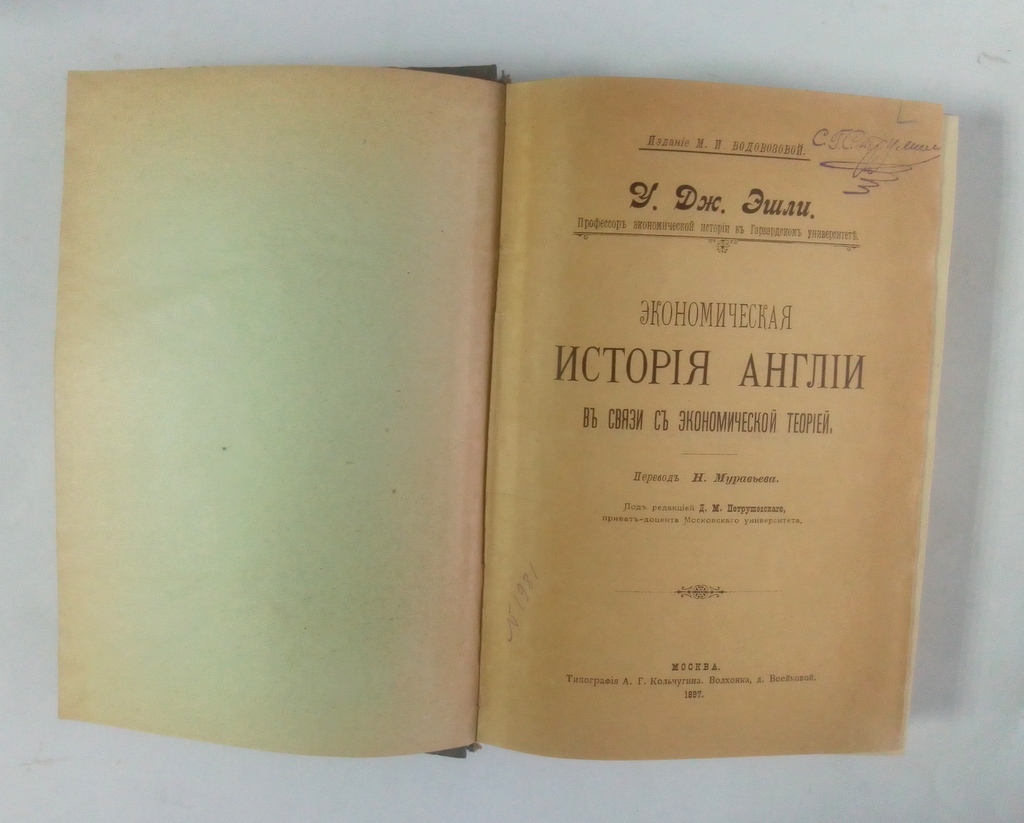 Изданіе М. И. ВОДОВОЗОВОЙ.
У. Дж. Эшли.
Профессоръ экономической исторіи въ Гарвардскомъ университетѣ.
ЭКОНОМИЧЕСКАЯ
ИСТОРІЯ АНГЛІИ
ВЪ СВЯЗИ СЪ ЭКОНОМИЧЕСКОЙ ТЕОРІЕЙ.
Переводъ Н. Муравьева.
Подъ редакціей Д. М. Петрушевскаго,
приватъ-доцента Московскаго университета.
N 1981
МОСКВА.
Типографія А. Г. Кольчугина. Волхонка, д. Воейковой.
1897.